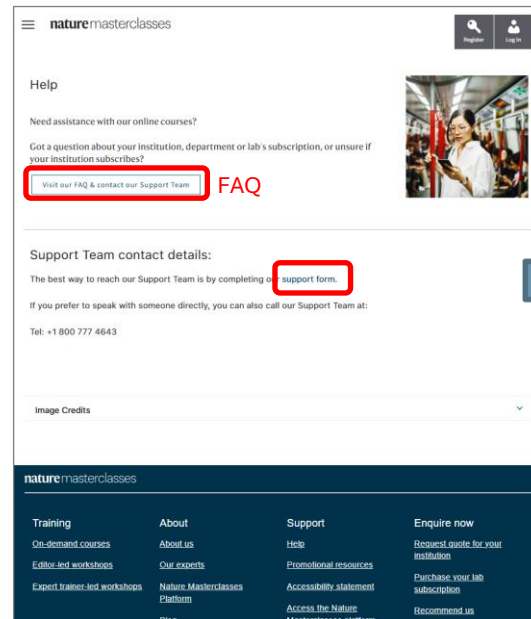 nature masterclasses
Register
Log in
Help
Need assistance with our online courses?
Got a question about your institution, department or lab's subscription, or unsure if
your institution subscribes?
Visit our FAQ & contact our Support Team
FAQ
Support Team contact details:
The best way to reach our Support Team is by completing our support form.
If you prefer to speak with someone directly, you can also call our Support Team at:
Tel: +1 800 777 4643
Image Credits
nature masterclasses
Training
On-demand courses
Editor-led workshops
Expert trainer-led workshops
About
About us
Our experts
Nature Masterclasses
Platform
Blog
Support
Help
Promotional resources
Accessibility statement
Access the Nature
Masterclasses platform
Enquire now
Request quote for your
institution
Purchase your lab
subscription
Recommend us